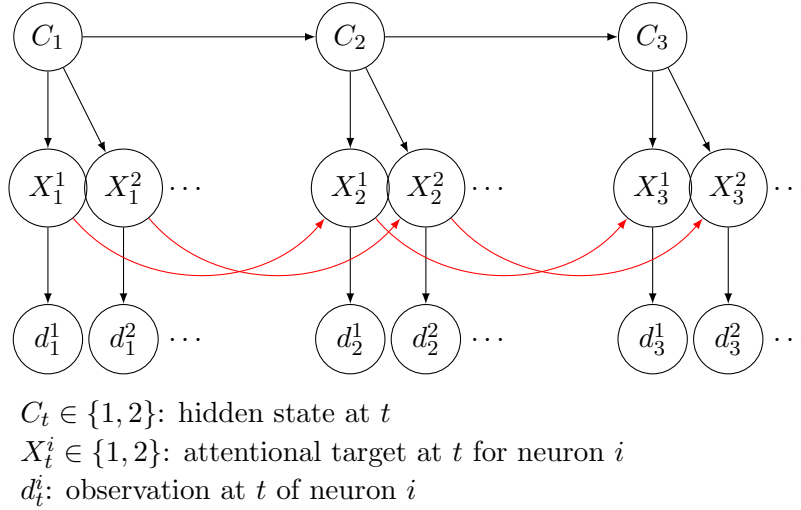 C₁ C₂ C₃
X₁¹ X₁² ⋯ X₂¹ X₂² ⋯ X₃¹ X₃² ⋯
d₁¹ d₁² ⋯ d₂¹ d₂² ⋯ d₃¹ d₃² ⋯
Cₜ ∈ {1, 2}: hidden state at t
Xₜⁱ ∈ {1, 2}: attentional target at t for neuron i
dₜⁱ: observation at t of neuron i